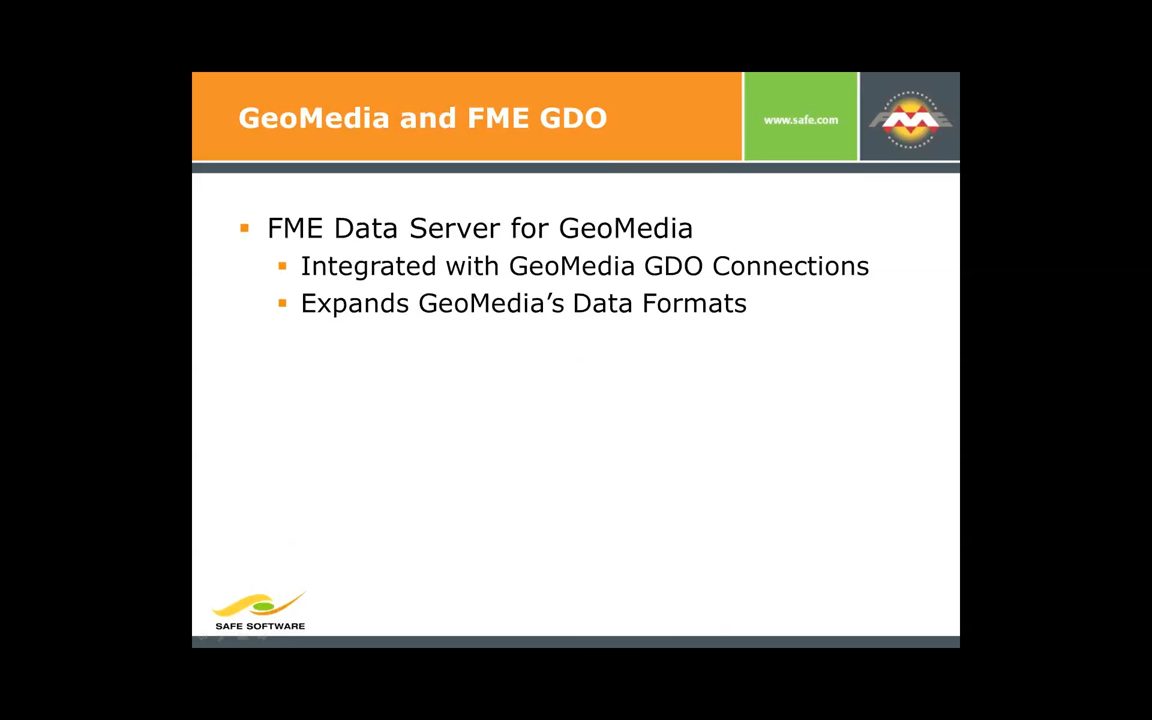 GeoMedia and FME GDO
www.safe.com
FME
FME Data Server for GeoMedia
Integrated with GeoMedia GDO Connections
Expands GeoMedia’s Data Formats
SAFE SOFTWARE